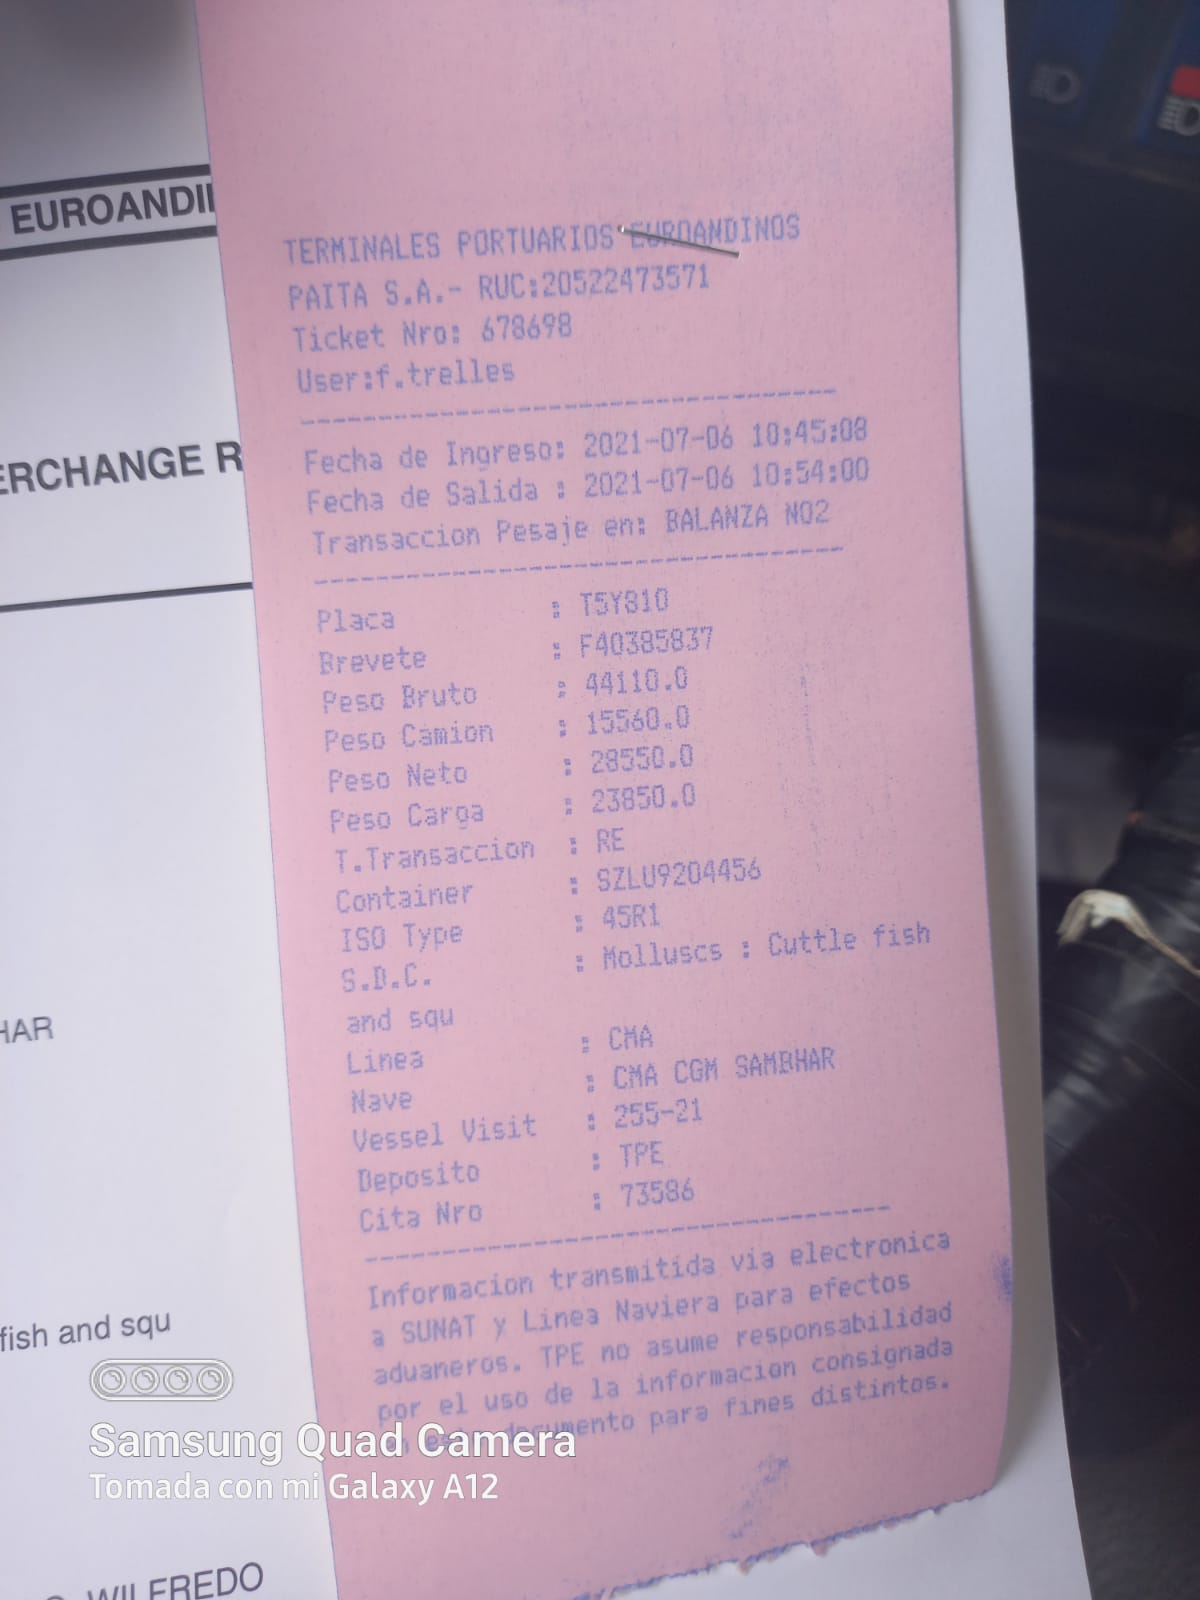 EUROANDI
ERCHANGE R
HAR
fish and squ
WILFREDO
TERMINALES PORTUARIOS EUROANDINOS
PAITA S.A.- RUC:20522473571
Ticket Nro: 678698
User:f.trelles
--------------------------------
Fecha de Ingreso: 2021-07-06 10:45:08
Fecha de Salida : 2021-07-06 10:54:00
Transaccion Pesaje en: BALANZA NO2
--------------------------------
Placa : T5Y810
Brevete : F40385837
Peso Bruto : 44110.0
Peso Camion : 15560.0
Peso Neto : 28550.0
Peso Carga : 23850.0
T.Transaccion : RE
Container : SZLU9204456
ISO Type : 45R1
S.D.C. : Molluscs : Cuttle fish
and squ
Linea : CMA
Nave : CMA CGM SAMBHAR
Vessel Visit : 255-21
Deposito : TPE
Cita Nro : 73586
--------------------------------
Informacion transmitida via electronica
a SUNAT y Linea Naviera para efectos
aduaneros. TPE no asume responsabilidad
por el uso de la informacion consignada
en este documento para fines distintos.
Samsung Quad Camera
Tomada con mi Galaxy A12